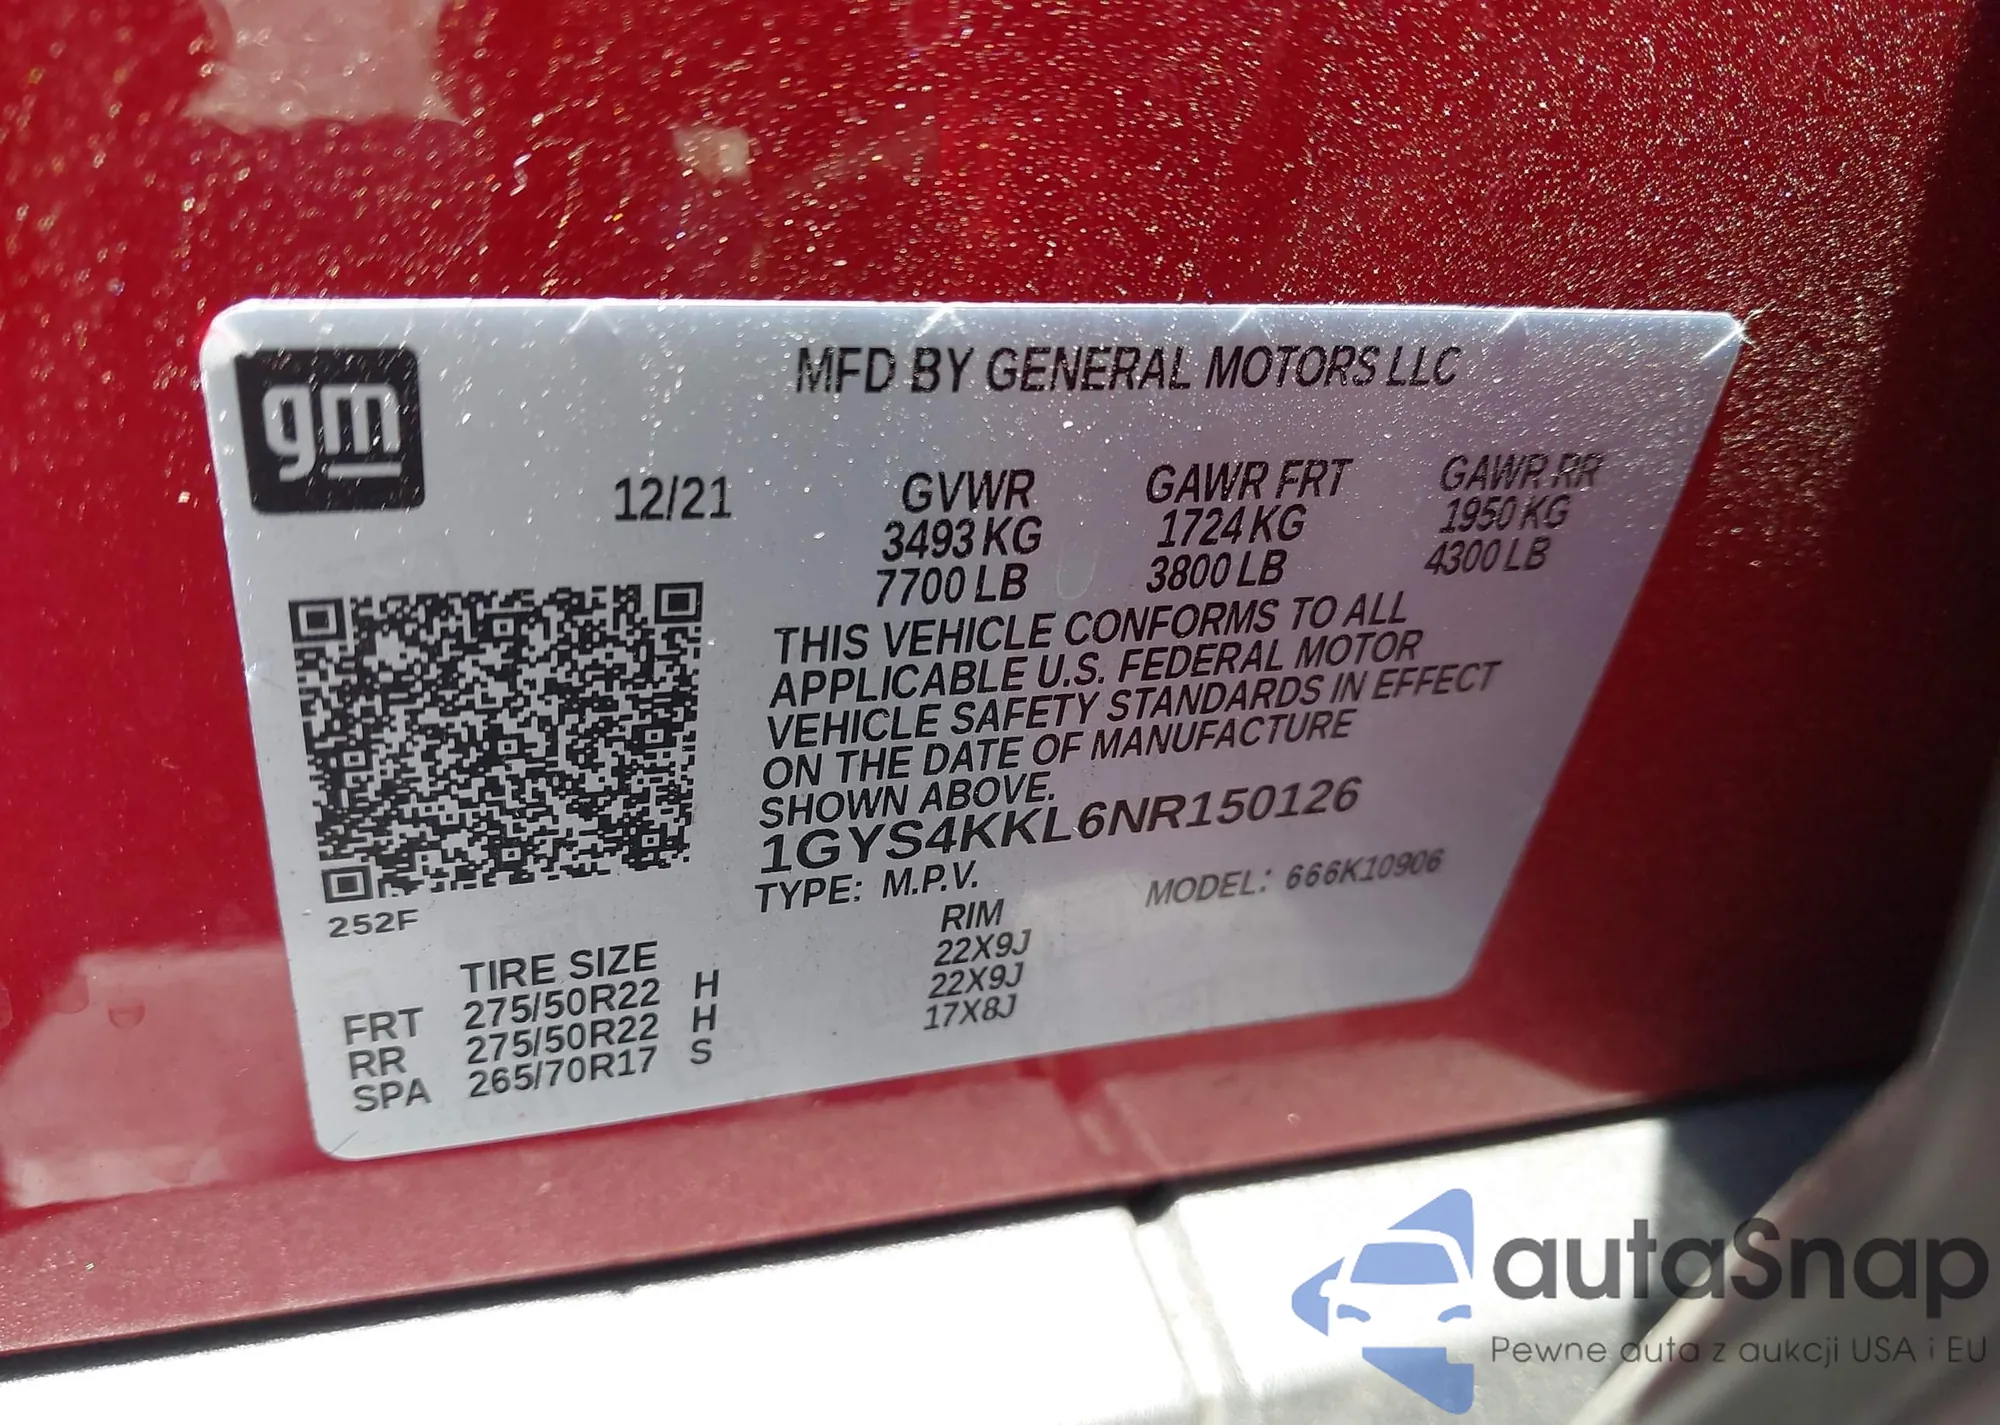 gm
MFD BY GENERAL MOTORS LLC
12/21
GVWR GAWR FRT GAWR RR
3493 KG 1724 KG 1950 KG
7700 LB 3800 LB 4300 LB
THIS VEHICLE CONFORMS TO ALL
APPLICABLE U.S. FEDERAL MOTOR
VEHICLE SAFETY STANDARDS IN EFFECT
ON THE DATE OF MANUFACTURE
SHOWN ABOVE.
1GYS4KKL6NR150126
TYPE: M.P.V. MODEL: 666K10906
252F
TIRE SIZE RIM
FRT 275/50R22 H 22X9J
RR 275/50R22 H 22X9J
SPA 265/70R17 S 17X8J
autaSnap
Pewne auta z aukcji USA i EU